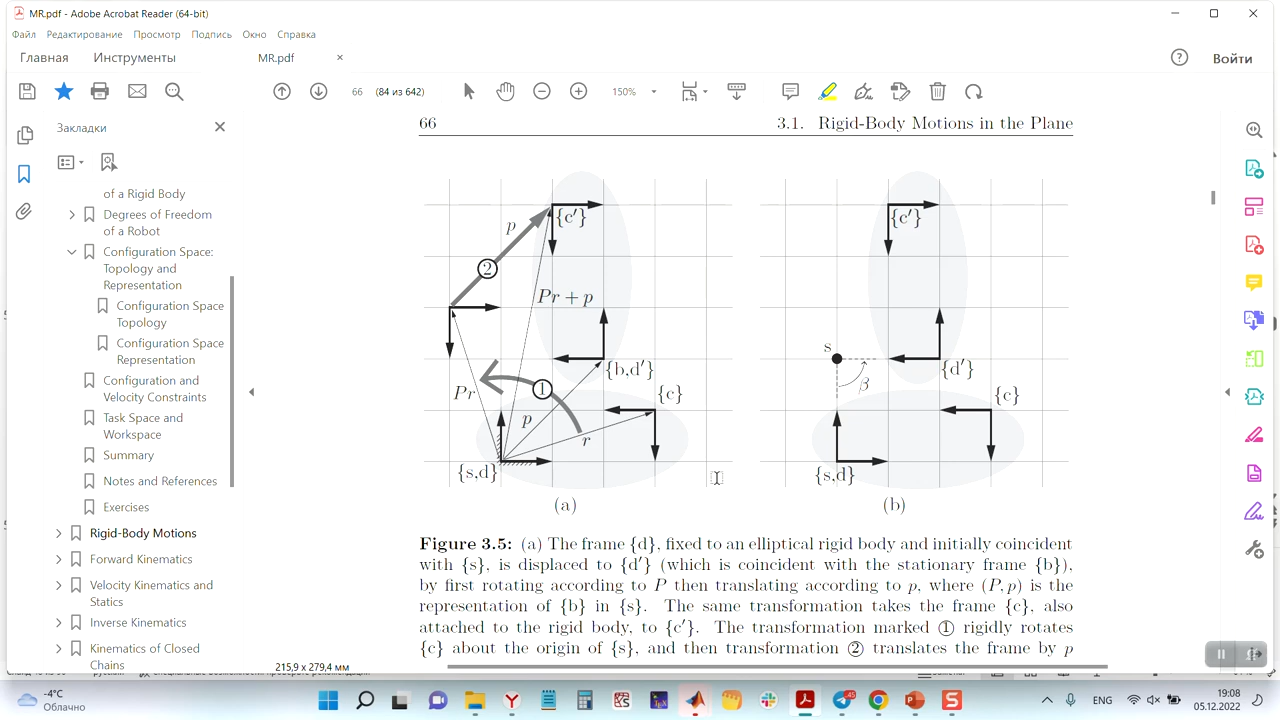 MR.pdf - Adobe Acrobat Reader (64-bit)
Файл Редактирование Просмотр Подпись Окно Справка
Главная Инструменты MR.pdf × Войти
66 (84 из 642) 150%
Закладки
of a Rigid Body
Degrees of Freedom
of a Robot
Configuration Space:
Topology and
Representation
Configuration Space
Topology
Configuration Space
Representation
Configuration and
Velocity Constraints
Task Space and
Workspace
Summary
Notes and References
Exercises
Rigid-Body Motions
Forward Kinematics
Velocity Kinematics and
Statics
Inverse Kinematics
Kinematics of Closed
Chains
66 3.1. Rigid-Body Motions in the Plane
p {c′}
2
Pr + p
{b,d′}
1
Pr
p
r
{c}
{s,d}
(a)
{c′}
s
β
{d′}
{c}
{s,d}
(b)
Figure 3.5: (a) The frame {d}, fixed to an elliptical rigid body and initially coincident
with {s}, is displaced to {d′} (which is coincident with the stationary frame {b}),
by first rotating according to P then translating according to p, where (P, p) is the
representation of {b} in {s}. The same transformation takes the frame {c}, also
attached to the rigid body, to {c′}. The transformation marked ① rigidly rotates
{c} about the origin of {s}, and then transformation ② translates the frame by p
215,9 x 279,4 мм
-4°C
Облачно
45
ENG
19:08
05.12.2022